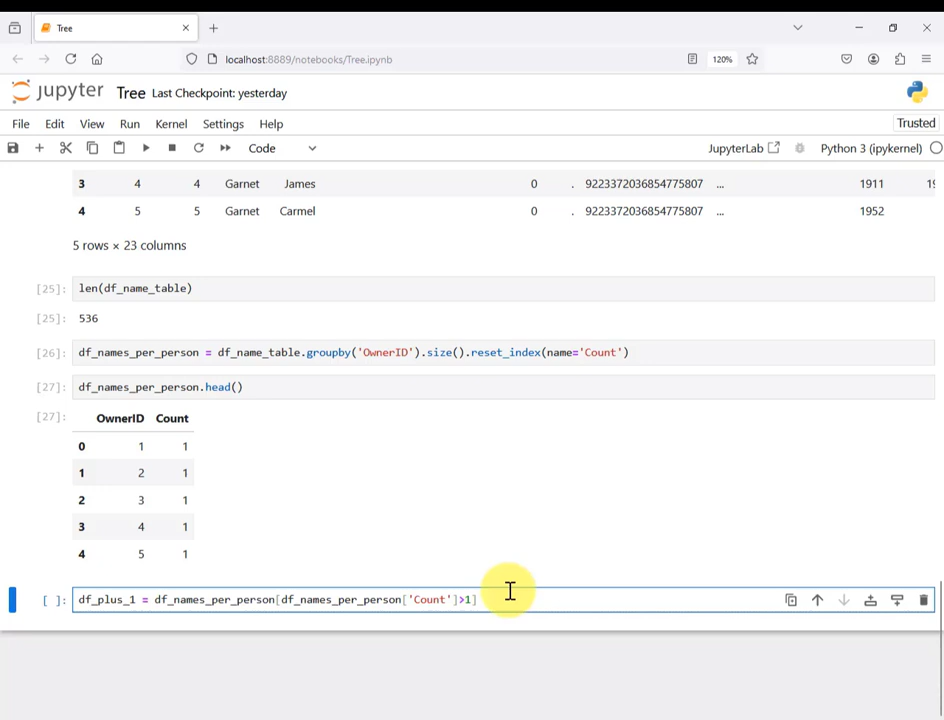 Tree
localhost:8889/notebooks/Tree.ipynb
120%
jupyter Tree Last Checkpoint: yesterday
File Edit View Run Kernel Settings Help
Trusted
Code
JupyterLab
Python 3 (ipykernel)
3 4 4 Garnet James 0 . 9223372036854775807 ... 1911
4 5 5 Garnet Carmel 0 . 9223372036854775807 ... 1952
5 rows × 23 columns
[25]: len(df_name_table)
[25]: 536
[26]: df_names_per_person = df_name_table.groupby('OwnerID').size().reset_index(name='Count')
[27]: df_names_per_person.head()
[27]: OwnerID Count
0 1 1
1 2 1
2 3 1
3 4 1
4 5 1
[ ]: df_plus_1 = df_names_per_person[df_names_per_person['Count']>1]